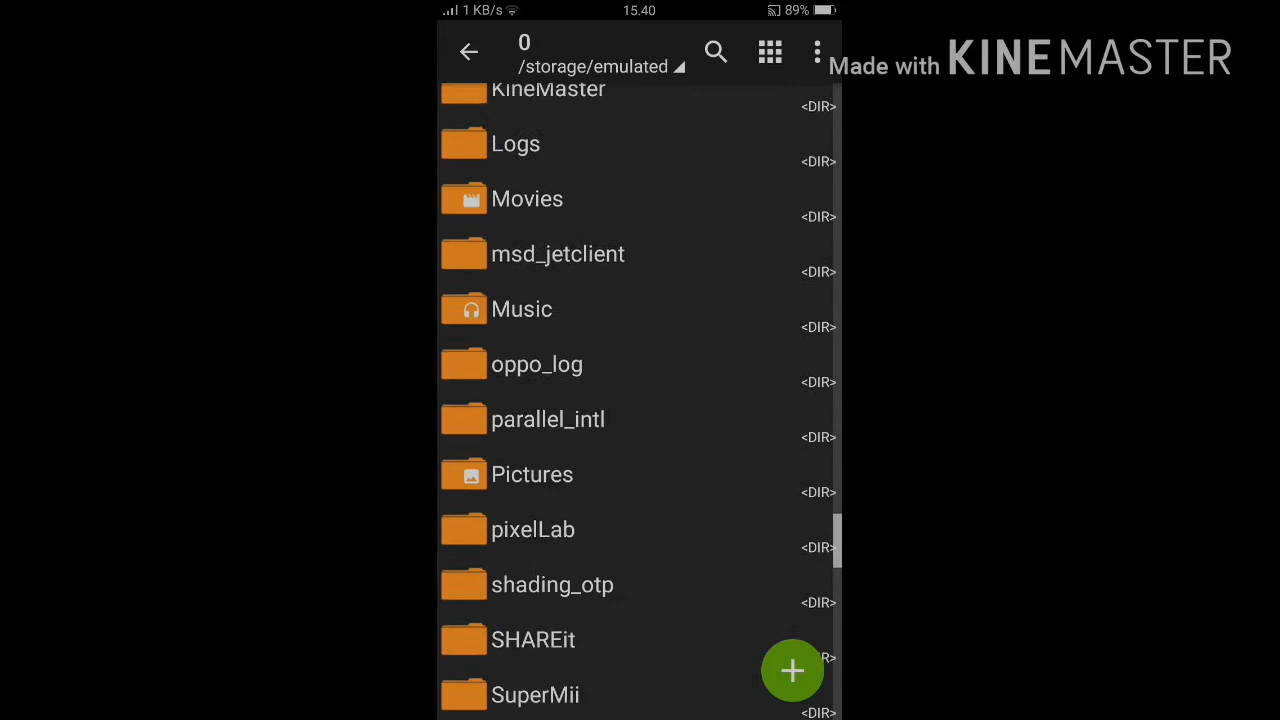 1 KB/s 15.40 89%
0
/storage/emulated
Made with KINEMASTER
KineMaster
<DIR>
Logs
<DIR>
Movies
<DIR>
msd_jetclient
<DIR>
Music
<DIR>
oppo_log
<DIR>
parallel_intl
<DIR>
Pictures
<DIR>
pixelLab
<DIR>
shading_otp
<DIR>
SHAREit
R>
SuperMii
<DIR>